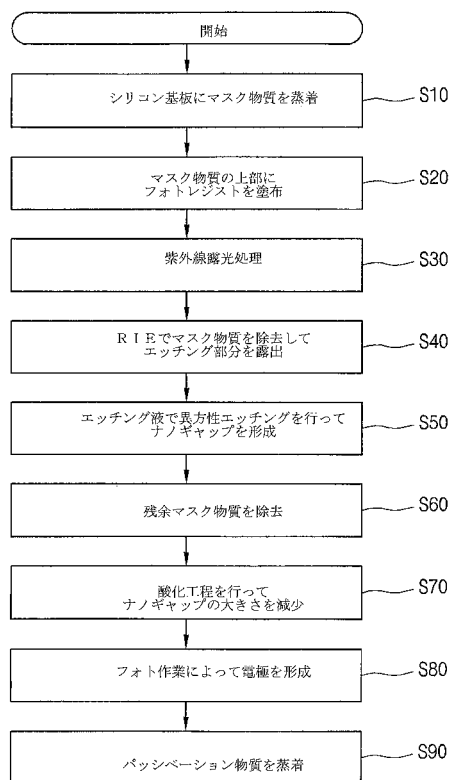 開始
シリコン基板にマスク物質を蒸着
S10
マスク物質の上部に
フォトレジストを塗布
S20
紫外線露光処理
S30
RIEでマスク物質を除去して
エッチング部分を露出
S40
エッチング液で異方性エッチングを行って
ナノギャップを形成
S50
残余マスク物質を除去
S60
酸化工程を行って
ナノギャップの大きさを減少
S70
フォト作業によって電極を形成
S80
パッシベーション物質を蒸着
S90